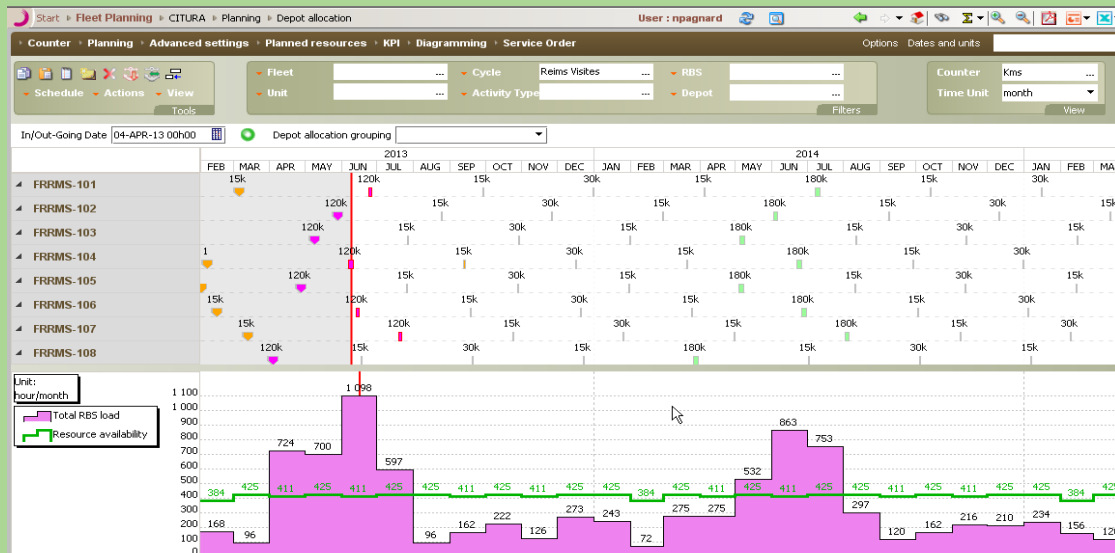 Start › Fleet Planning › CITURA › Planning › Depot allocation User : npagnard
Counter Planning Advanced settings Planned resources KPI Diagramming Service Order Options Dates and units
Fleet ... Cycle Reims Visites ... RBS ... Counter Kms ...
Schedule Actions View Unit ... Activity Type ... Depot ... Time Unit month
Tools Filters View
In/Out-Going Date 04-APR-13 00h00 Depot allocation grouping
2013 2014
FEB MAR APR MAY JUN JUL AUG SEP OCT NOV DEC JAN FEB MAR APR MAY JUN JUL AUG SEP OCT NOV DEC JAN FEB MA
FRRMS-101 15k 120k 15k 30k 15k 180k 15k 30k
FRRMS-102 120k 15k 30k 15k 180k 15k 30k 15k
FRRMS-103 120k 15k 30k 15k 180k 15k 30k 15k
FRRMS-104 1 120k 15k 30k 15k 180k 15k 30k
FRRMS-105 120k 15k 30k 15k 180k 15k 30k 15k
FRRMS-106 15k 120k 15k 30k 15k 180k 15k 30k
FRRMS-107 15k 120k 15k 30k 15k 180k 15k 30k
FRRMS-108 120k 15k 30k 15k 180k 30k 15k
Unit:
hour/month
Total RBS load
Resource availability
1 100
1 000
900
800
700
600
500
400
300
200
100
0
168 96 724 700 1 098 597 96 162 222 126 273 243 72 275 275 532 863 753 297 120 162 216 210 234 156 120
384 425 411 425 411 425 425 411 425 411 425 425 384 425 411 425 411 425 425 411 425 411 425 425 384 425